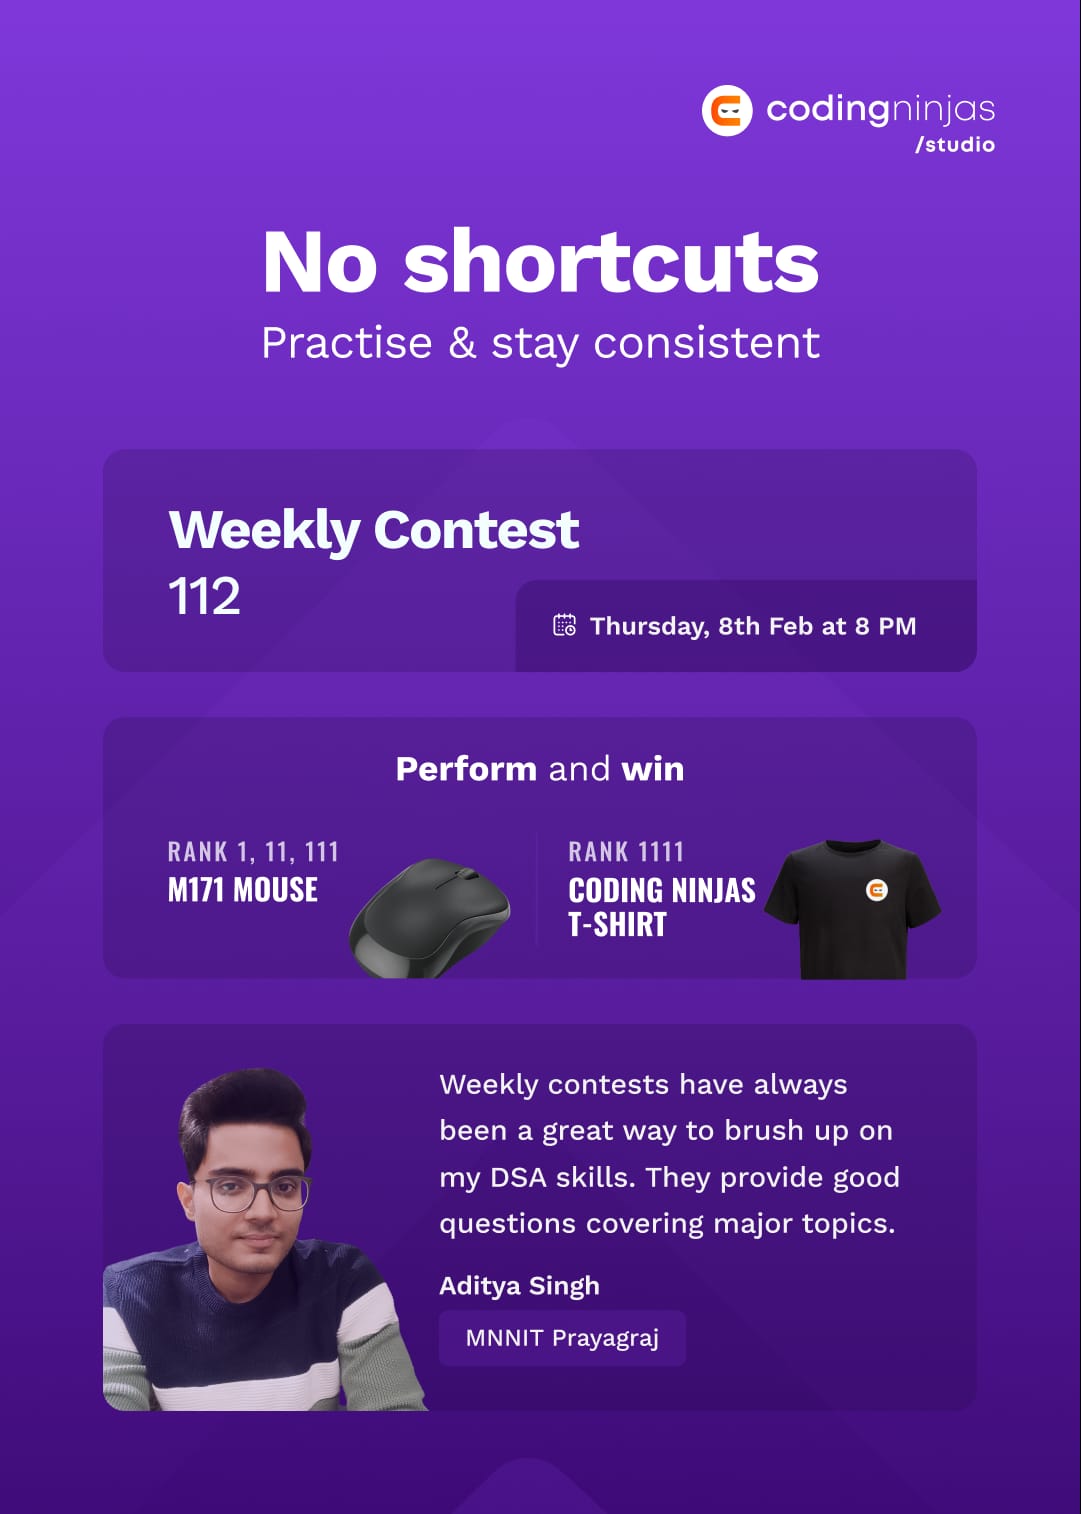 codingninjas
/studio
No shortcuts
Practise & stay consistent
Weekly Contest
112
Thursday, 8th Feb at 8 PM
Perform and win
RANK 1, 11, 111
M171 MOUSE
RANK 1111
CODING NINJAS
T-SHIRT
Weekly contests have always
been a great way to brush up on
my DSA skills. They provide good
questions covering major topics.
Aditya Singh
MNNIT Prayagraj